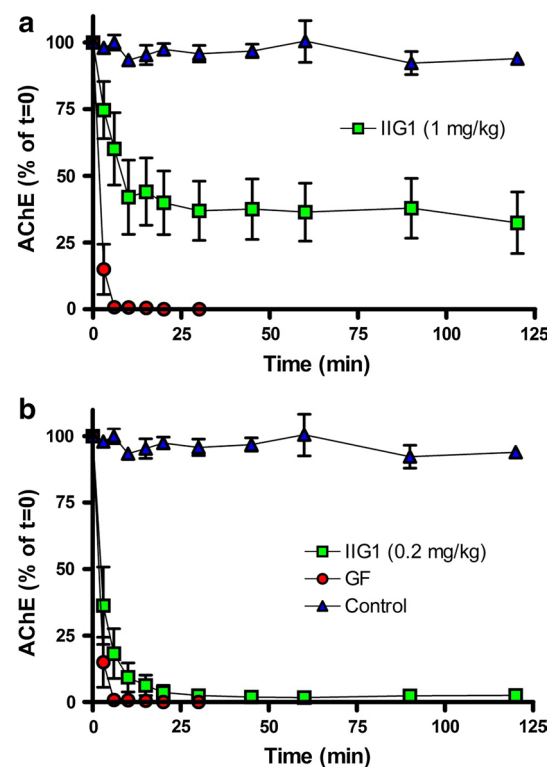 a
100
75
50
25
0
AChE (% of t=0)
IIG1 (1 mg/kg)
0 25 50 75 100 125
Time (min)
b
100
75
50
25
0
AChE (% of t=0)
IIG1 (0.2 mg/kg)
GF
Control
0 25 50 75 100 125
Time (min)